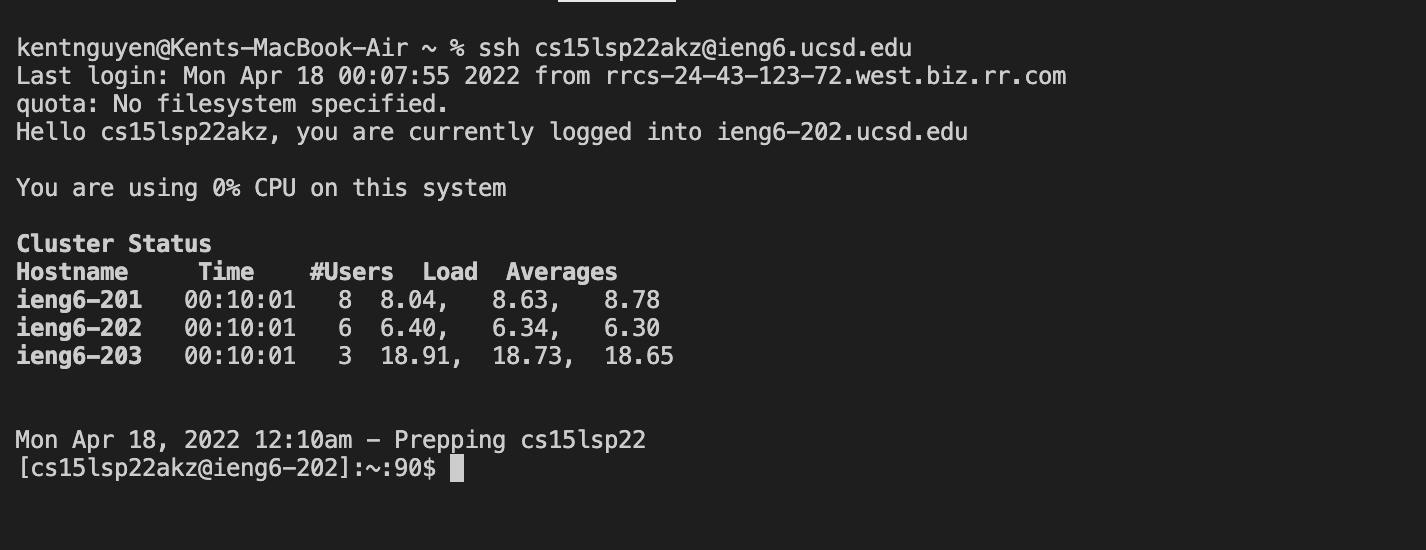 kentnguyen@Kents-MacBook-Air ~ % ssh cs15lsp22akz@ieng6.ucsd.edu
Last login: Mon Apr 18 00:07:55 2022 from rrcs-24-43-123-72.west.biz.rr.com
quota: No filesystem specified.
Hello cs15lsp22akz, you are currently logged into ieng6-202.ucsd.edu
You are using 0% CPU on this system
Cluster Status
Hostname     Time    #Users  Load  Averages
ieng6-201   00:10:01   8  8.04,   8.63,   8.78
ieng6-202   00:10:01   6  6.40,   6.34,   6.30
ieng6-203   00:10:01   3  18.91,  18.73,  18.65
Mon Apr 18, 2022 12:10am - Prepping cs15lsp22
[cs15lsp22akz@ieng6-202]:~:90$